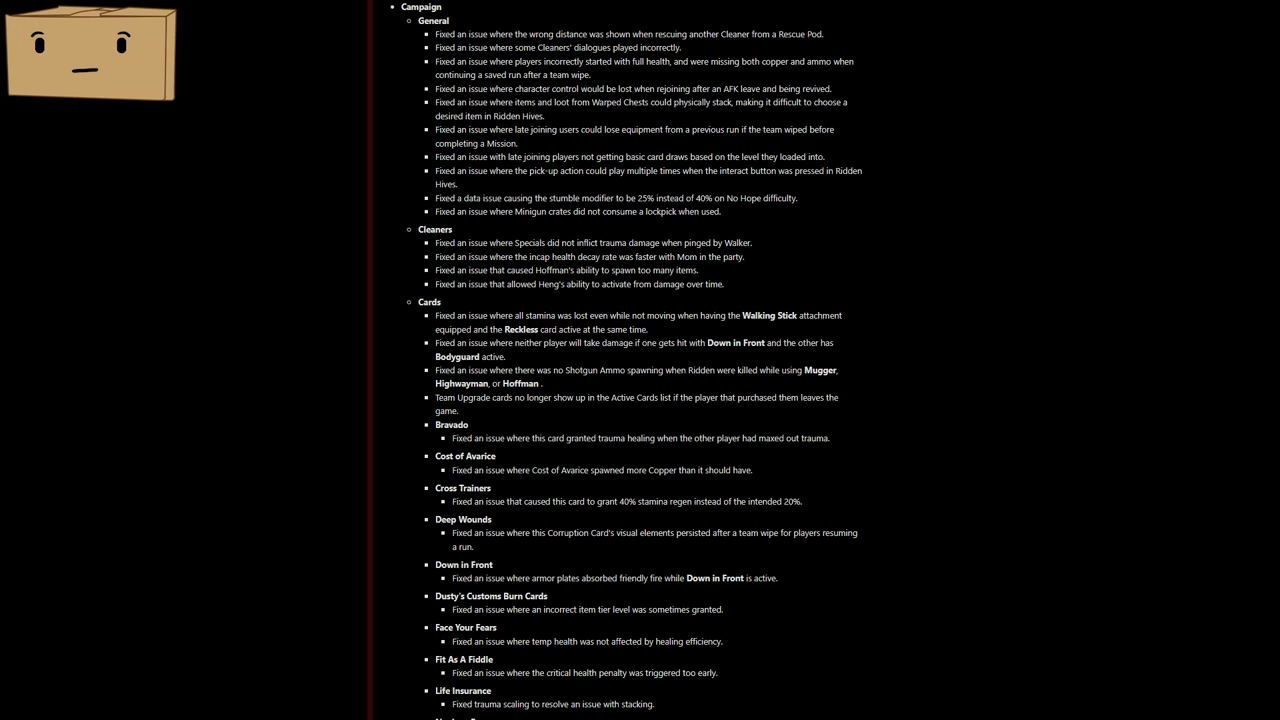 Campaign
General
Fixed an issue where the wrong distance was shown when rescuing another Cleaner from a Rescue Pod.
Fixed an issue where some Cleaners' dialogues played incorrectly.
Fixed an issue where players incorrectly started with full health, and were missing both copper and ammo when
continuing a saved run after a team wipe.
Fixed an issue where character control would be lost when rejoining after an AFK leave and being revived.
Fixed an issue where items and loot from Warped Chests could physically stack, making it difficult to choose a
desired item in Ridden Hives.
Fixed an issue where late joining users could lose equipment from a previous run if the team wiped before
completing a Mission.
Fixed an issue with late joining players not getting basic card draws based on the level they loaded into.
Fixed an issue where the pick-up action could play multiple times when the interact button was pressed in Ridden
Hives.
Fixed a data issue causing the stumble modifier to be 25% instead of 40% on No Hope difficulty.
Fixed an issue where Minigun crates did not consume a lockpick when used.
Cleaners
Fixed an issue where Specials did not inflict trauma damage when pinged by Walker.
Fixed an issue where the incap health decay rate was faster with Mom in the party.
Fixed an issue that caused Hoffman's ability to spawn too many items.
Fixed an issue that allowed Heng's ability to activate from damage over time.
Cards
Fixed an issue where all stamina was lost even while not moving when having the Walking Stick attachment
equipped and the Reckless card active at the same time.
Fixed an issue where neither player will take damage if one gets hit with Down in Front and the other has
Bodyguard active.
Fixed an issue where there was no Shotgun Ammo spawning when Ridden were killed while using Mugger,
Highwayman, or Hoffman .
Team Upgrade cards no longer show up in the Active Cards list if the player that purchased them leaves the
game.
Bravado
Fixed an issue where this card granted trauma healing when the other player had maxed out trauma.
Cost of Avarice
Fixed an issue where Cost of Avarice spawned more Copper than it should have.
Cross Trainers
Fixed an issue that caused this card to grant 40% stamina regen instead of the intended 20%.
Deep Wounds
Fixed an issue where this Corruption Card's visual elements persisted after a team wipe for players resuming
a run.
Down in Front
Fixed an issue where armor plates absorbed friendly fire while Down in Front is active.
Dusty's Customs Burn Cards
Fixed an issue where an incorrect item tier level was sometimes granted.
Face Your Fears
Fixed an issue where temp health was not affected by healing efficiency.
Fit As A Fiddle
Fixed an issue where the critical health penalty was triggered too early.
Life Insurance
Fixed trauma scaling to resolve an issue with stacking.